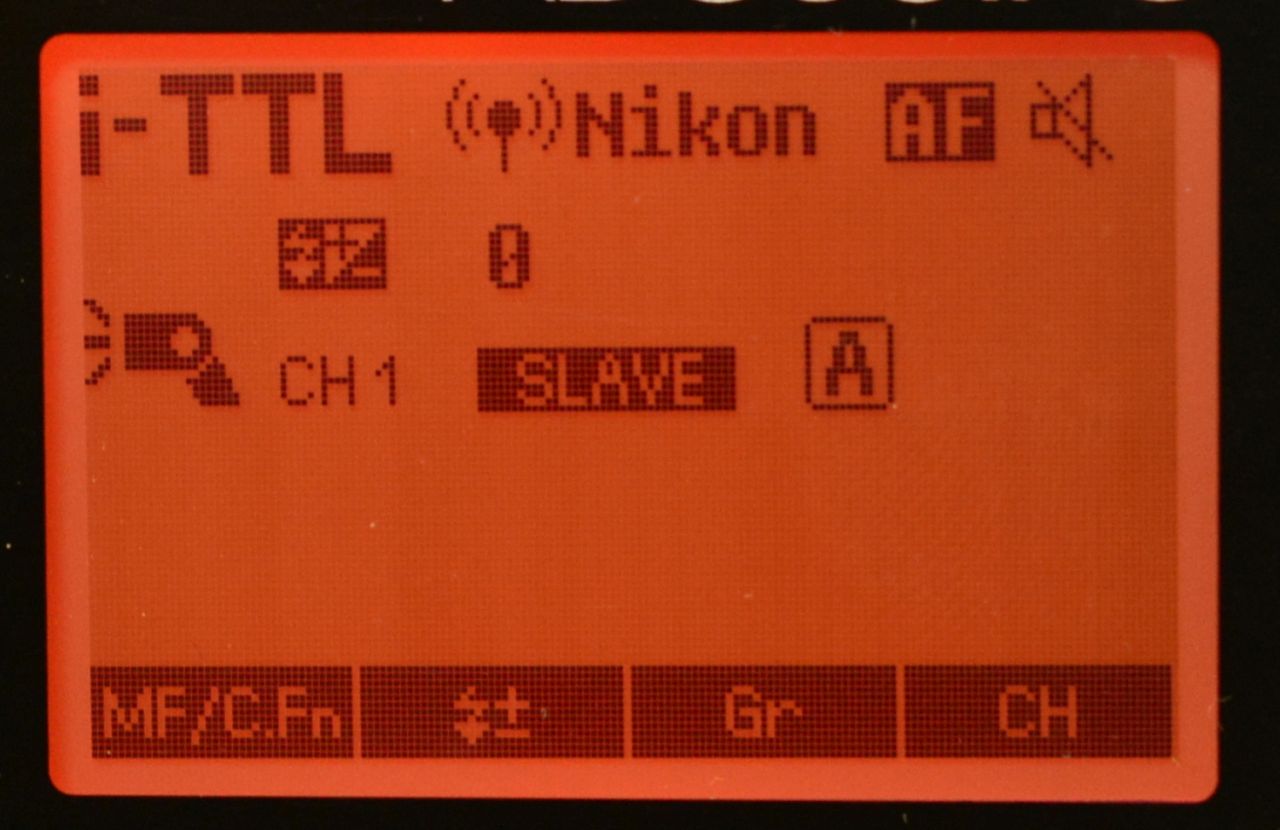 i-TTL Nikon AF
0
CH 1 SLAVE A
MF/C.Fn ± Gr CH